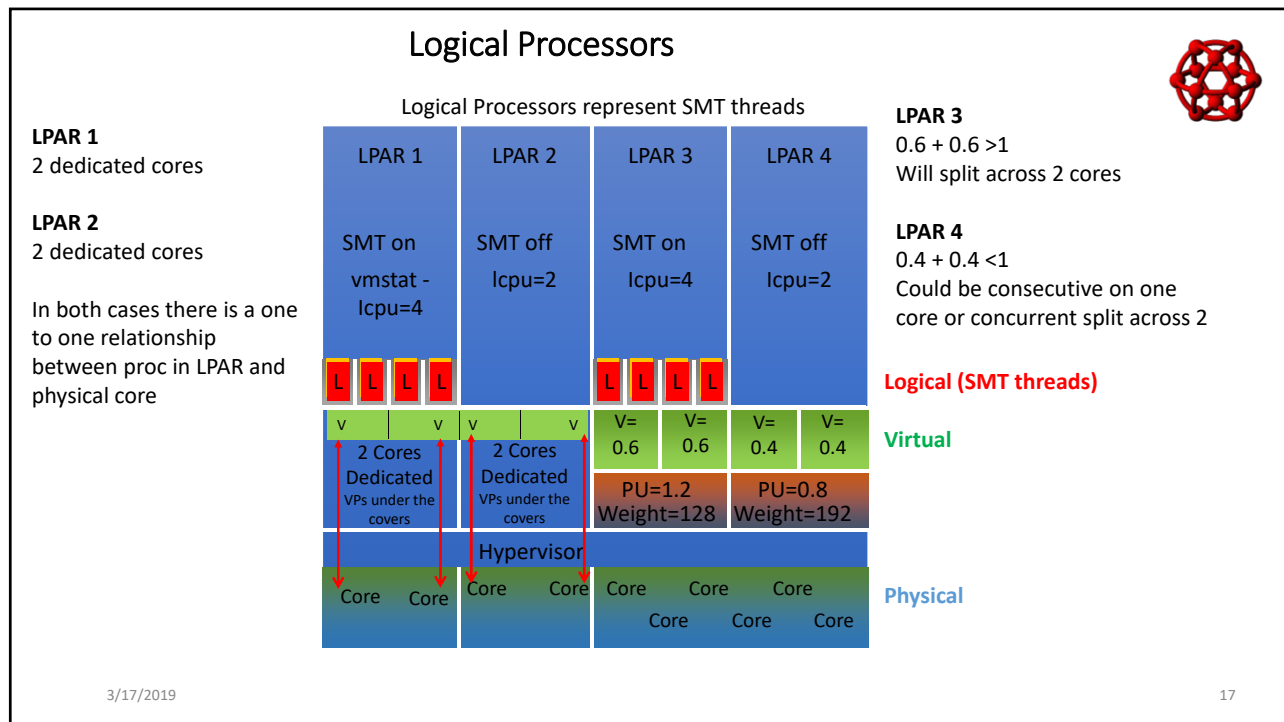 Logical Processors
Logical Processors represent SMT threads
LPAR 1
2 dedicated cores
LPAR 2
2 dedicated cores
In both cases there is a one
to one relationship
between proc in LPAR and
physical core
LPAR 1
SMT on
vmstat -
lcpu=4
L L L L
LPAR 2
SMT off
lcpu=2
LPAR 3
SMT on
lcpu=4
L L L L
LPAR 4
SMT off
lcpu=2
v v v v
2 Cores
Dedicated
VPs under the
covers
2 Cores
Dedicated
VPs under the
covers
V=
0.6
V=
0.6
V=
0.4
V=
0.4
PU=1.2
Weight=128
PU=0.8
Weight=192
Hypervisor
Core Core Core Core Core Core Core
Core Core Core
LPAR 3
0.6 + 0.6 >1
Will split across 2 cores
LPAR 4
0.4 + 0.4 <1
Could be consecutive on one
core or concurrent split across 2
Logical (SMT threads)
Virtual
Physical
3/17/2019
17